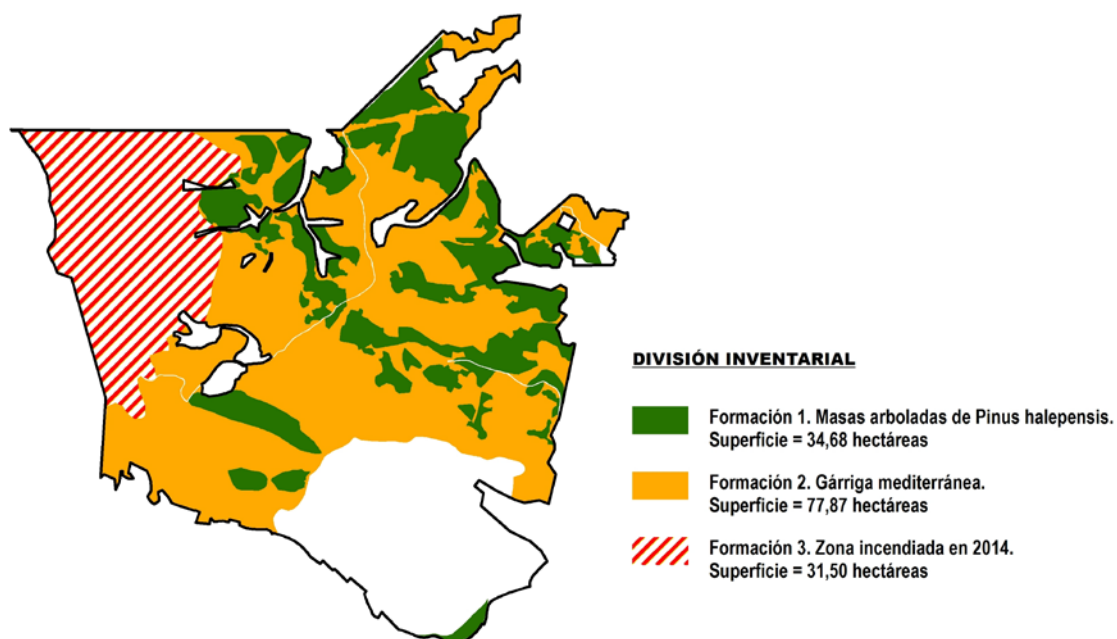 DIVISIÓN INVENTARIAL
Formación 1. Masas arboladas de Pinus halepensis.
Superficie = 34,68 hectáreas
Formación 2. Gárriga mediterránea.
Superficie = 77,87 hectáreas
Formación 3. Zona incendiada en 2014.
Superficie = 31,50 hectáreas